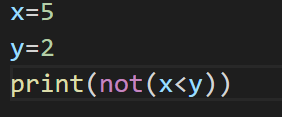 x=5
y=2
print(not(x<y))